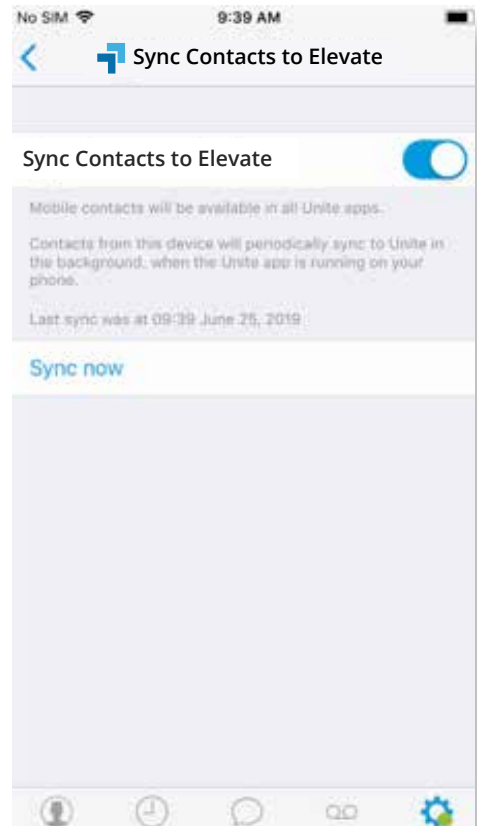 No SIM 9:39 AM
Sync Contacts to Elevate
Sync Contacts to Elevate
Mobile contacts will be available in all Unite apps.
Contacts from this device will periodically sync to Unite in
the background, when the Unite app is running on your
phone.
Last sync was at 09:39 June 25, 2019
Sync now